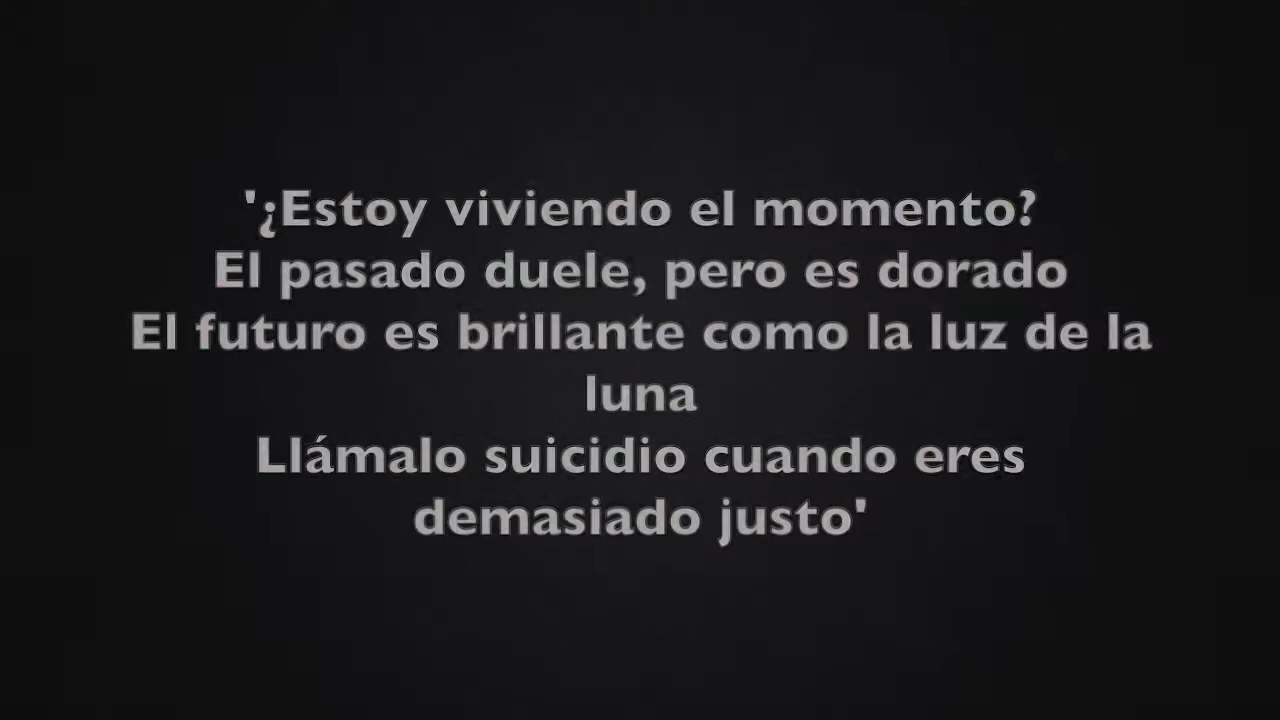 '¿Estoy viviendo el momento?
El pasado duele, pero es dorado
El futuro es brillante como la luz de la
luna
Llámalo suicidio cuando eres
demasiado justo'